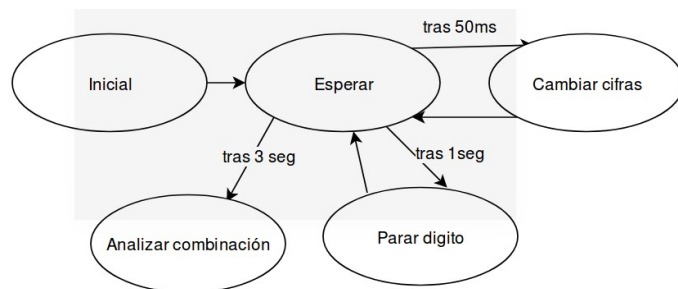 tras 50ms
Inicial
Esperar
Cambiar cifras
tras 3 seg
tras 1seg
Analizar combinación
Parar digito